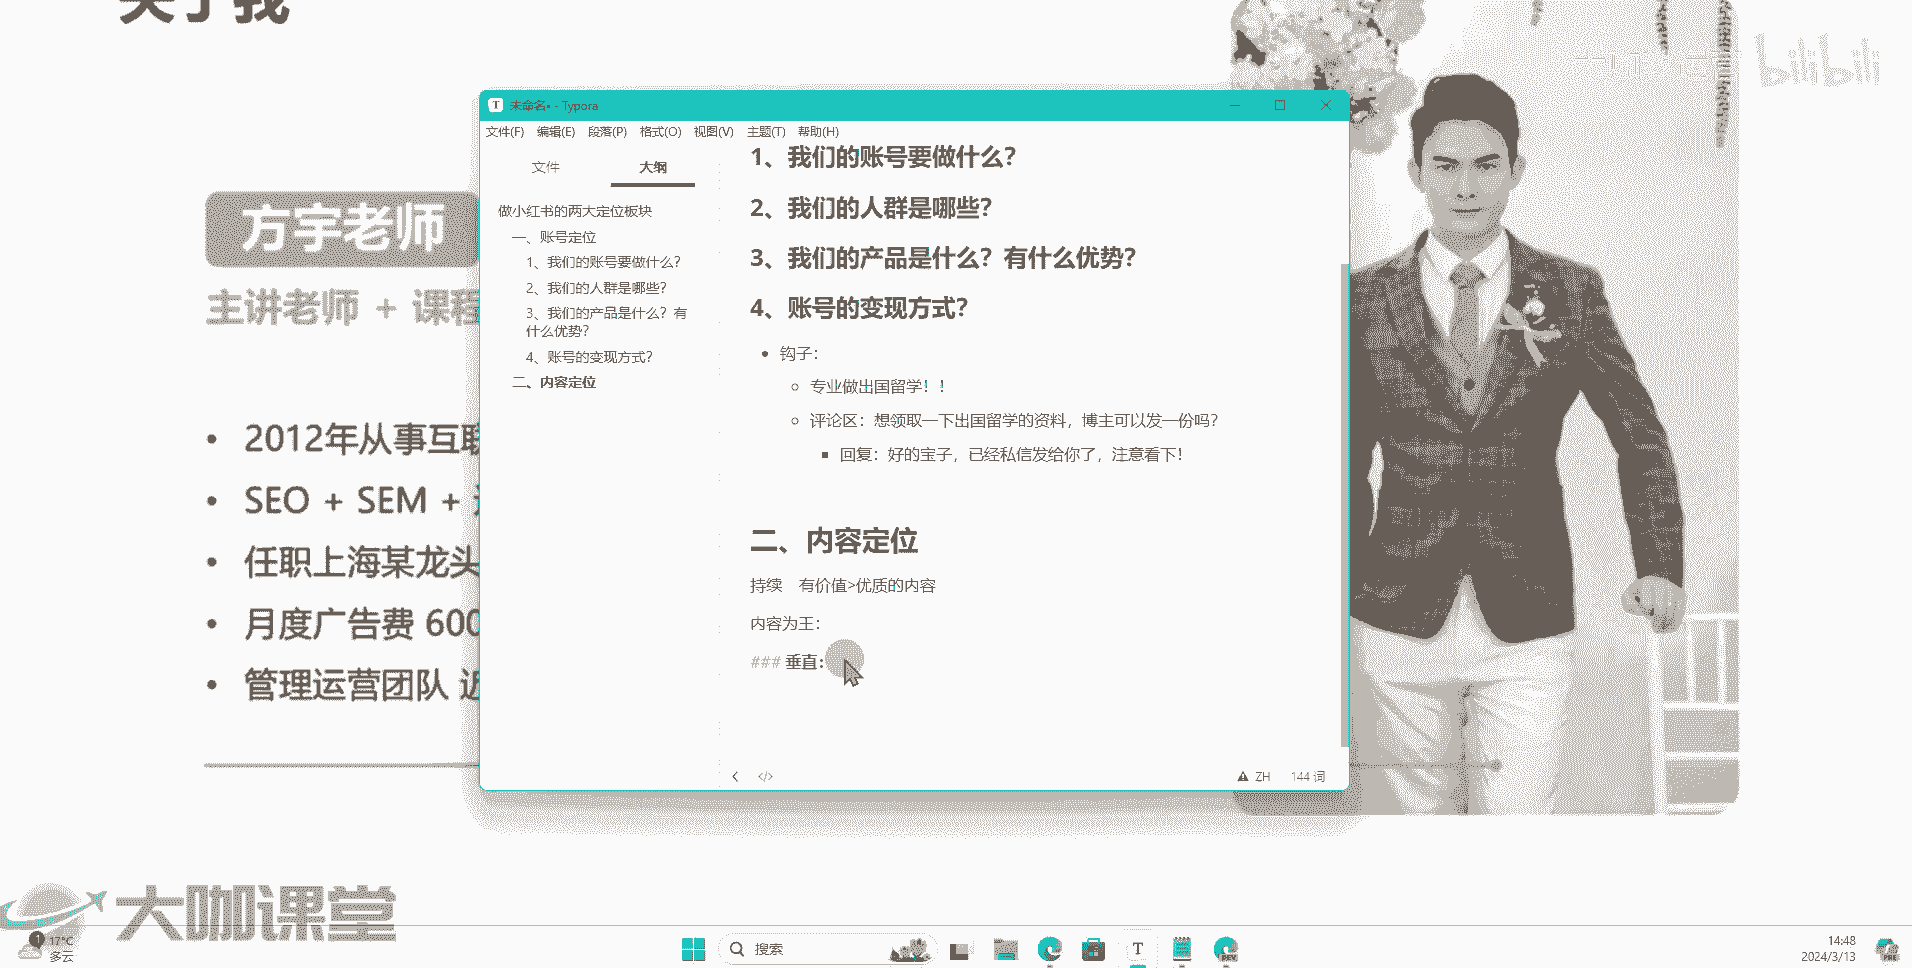 关于我
bilibili
方宇老师
主讲老师 + 课程
2012年从事互联
SEO + SEM +
任职上海某龙头
月度广告费 600
管理运营团队 近
T 未命名• - Typora
文件(F) 编辑(E) 段落(P) 格式(O) 视图(V) 主题(T) 帮助(H)
文件 大纲
做小红书的两大定位板块
一、账号定位
1、我们的账号要做什么？
2、我们的人群是哪些？
3、我们的产品是什么？有
什么优势？
4、账号的变现方式？
二、内容定位
1、我们的账号要做什么？
2、我们的人群是哪些？
3、我们的产品是什么？有什么优势？
4、账号的变现方式？
钩子：
专业做出国留学！！
评论区：想领取一下出国留学的资料，博主可以发一份吗？
回复：好的宝子，已经私信发给你了，注意看下！
二、内容定位
持续 有价值>优质的内容
内容为王：
### 垂直：
</> ZH 144 词
大咖课堂
1
17°C
多云
搜索
T
DEV
14:48
2024/3/13
PRE